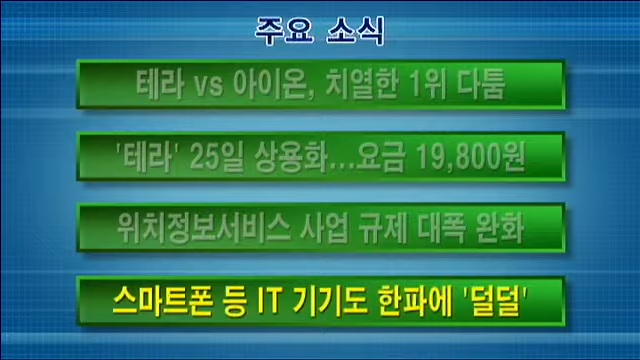 주요 소식
테라 vs 아이온, 치열한 1위 다툼
'테라' 25일 상용화...요금 19,800원
위치정보서비스 사업 규제 대폭 완화
스마트폰 등 IT 기기도 한파에 '덜덜'